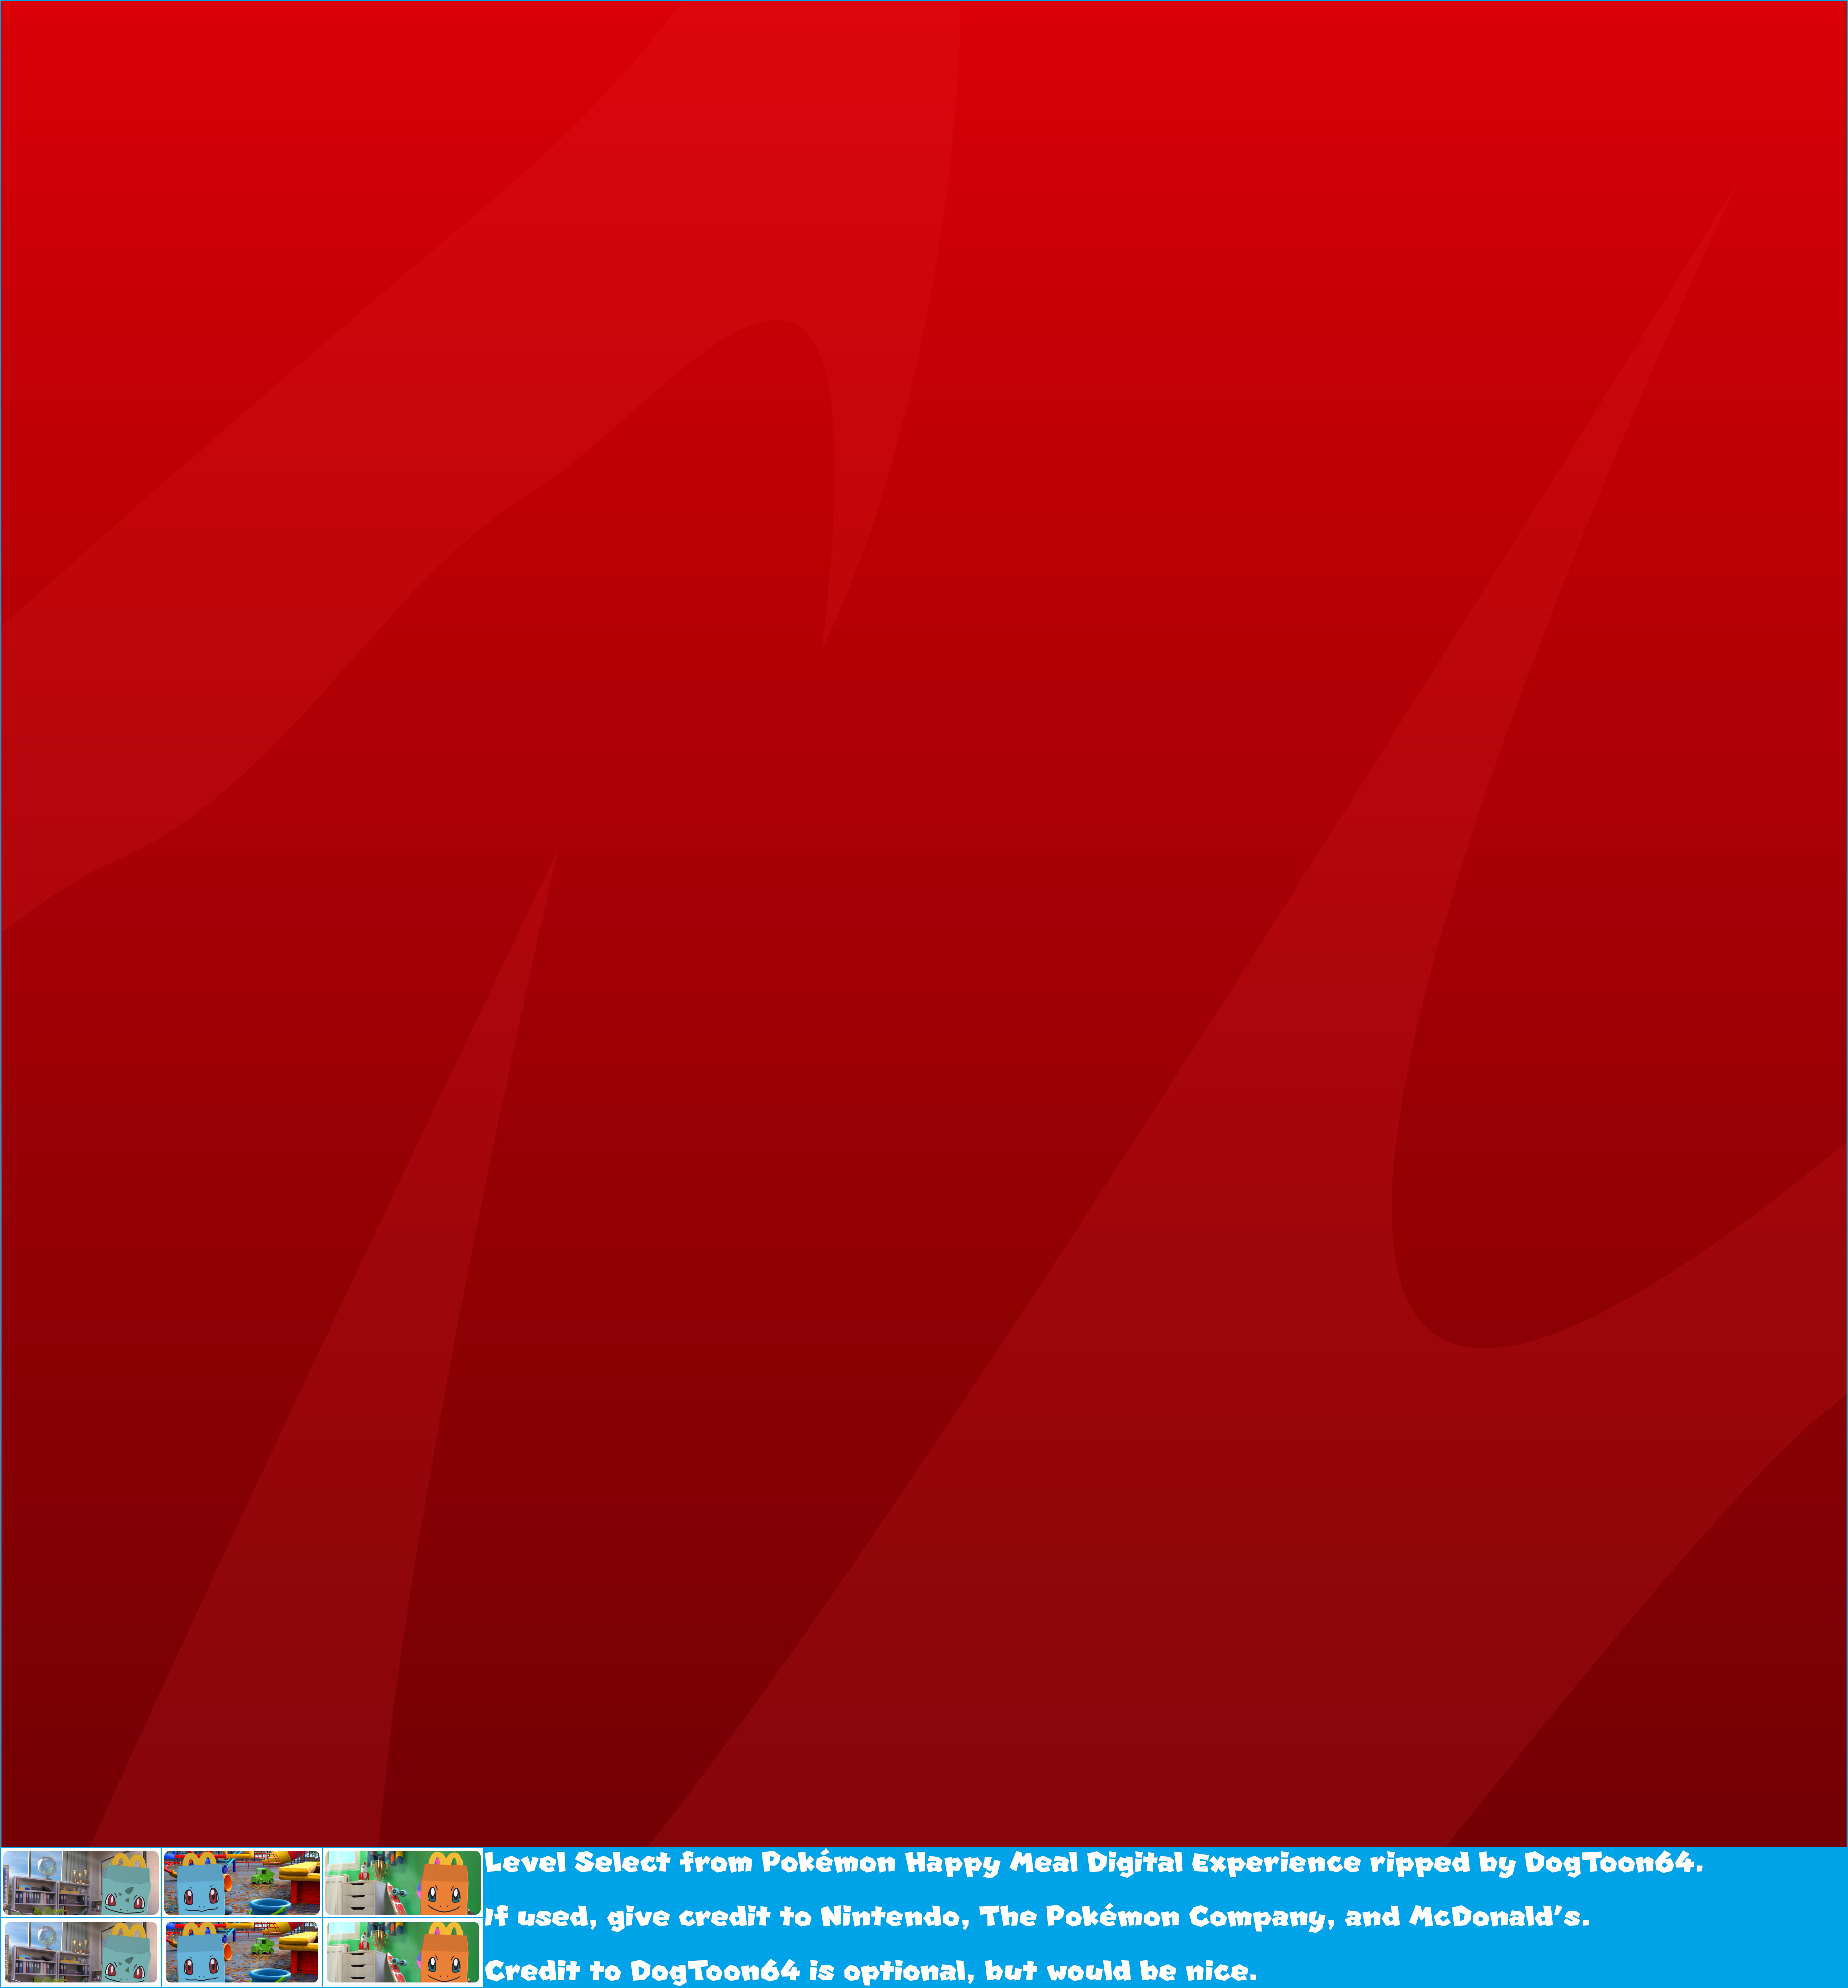 Level Select from Pokémon Happy Meal Digital Experience ripped by DogToon64.
If used, give credit to Nintendo, The Pokémon Company, and McDonald's.
Credit to DogToon64 is optional, but would be nice.